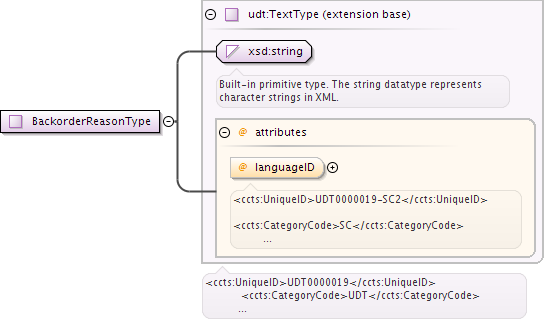 udt:TextType (extension base)
xsd:string
Built-in primitive type. The string datatype represents
character strings in XML.
BackorderReasonType
@ attributes
@ languageID
<ccts:UniqueID>UDT0000019-SC2</ccts:UniqueID>
<ccts:CategoryCode>SC</ccts:CategoryCode>
...
<ccts:UniqueID>UDT0000019</ccts:UniqueID>
<ccts:CategoryCode>UDT</ccts:CategoryCode>
...